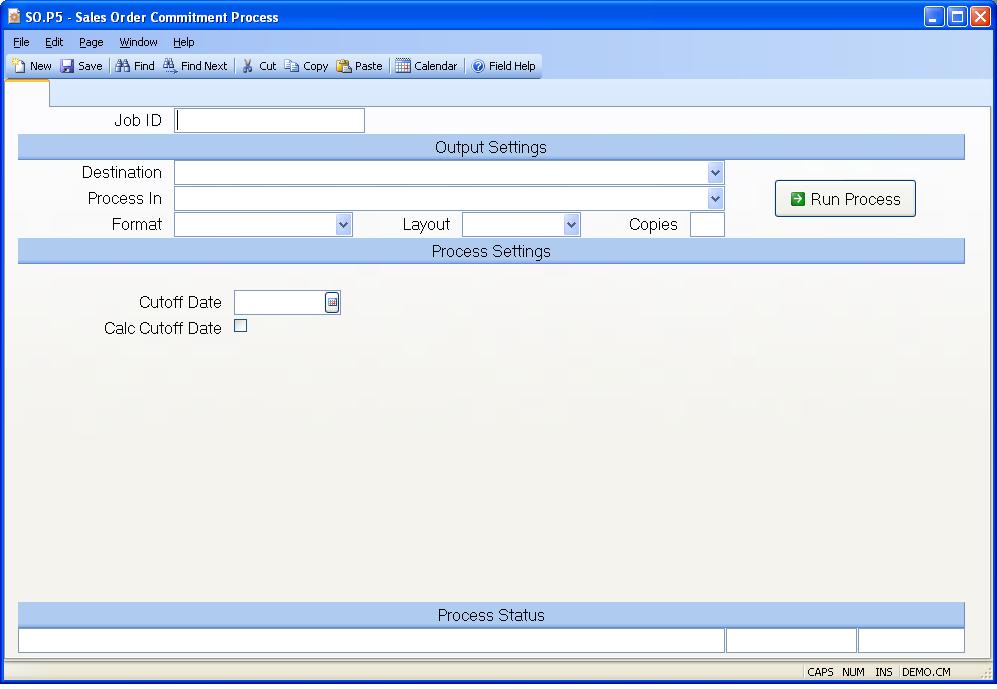 SO.P5 - Sales Order Commitment Process
File Edit Page Window Help
New Save Find Find Next Cut Copy Paste Calendar Field Help
Job ID
Output Settings
Destination
Process In
Run Process
Format Layout Copies
Process Settings
Cutoff Date
Calc Cutoff Date
Process Status
CAPS NUM INS DEMO.CM